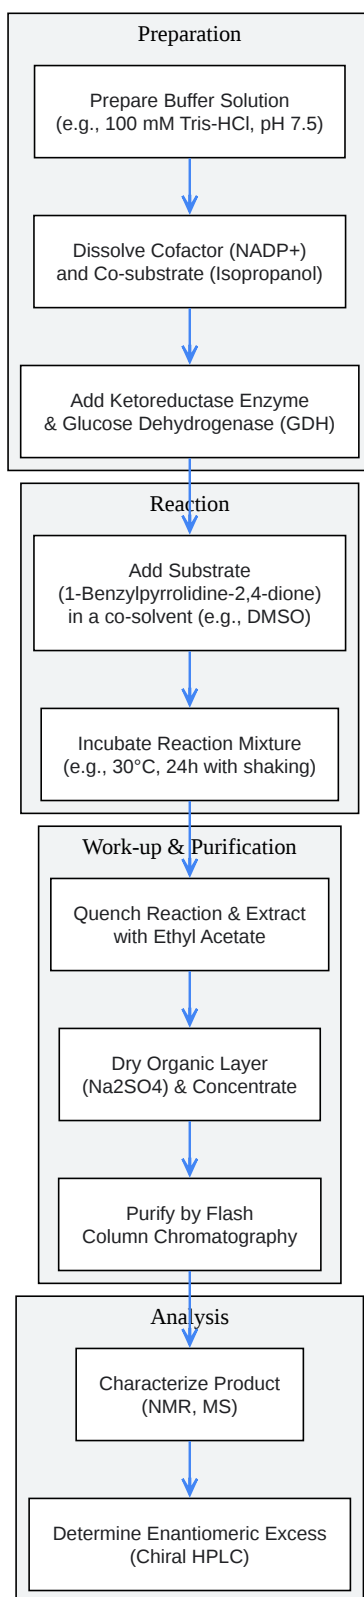 Preparation
Prepare Buffer Solution
(e.g., 100 mM Tris-HCl, pH 7.5)
Dissolve Cofactor (NADP+)
and Co-substrate (Isopropanol)
Add Ketoreductase Enzyme
& Glucose Dehydrogenase (GDH)
Reaction
Add Substrate
(1-Benzylpyrrolidine-2,4-dione)
in a co-solvent (e.g., DMSO)
Incubate Reaction Mixture
(e.g., 30°C, 24h with shaking)
Work-up & Purification
Quench Reaction & Extract
with Ethyl Acetate
Dry Organic Layer
(Na2SO4) & Concentrate
Purify by Flash
Column Chromatography
Analysis
Characterize Product
(NMR, MS)
Determine Enantiomeric Excess
(Chiral HPLC)